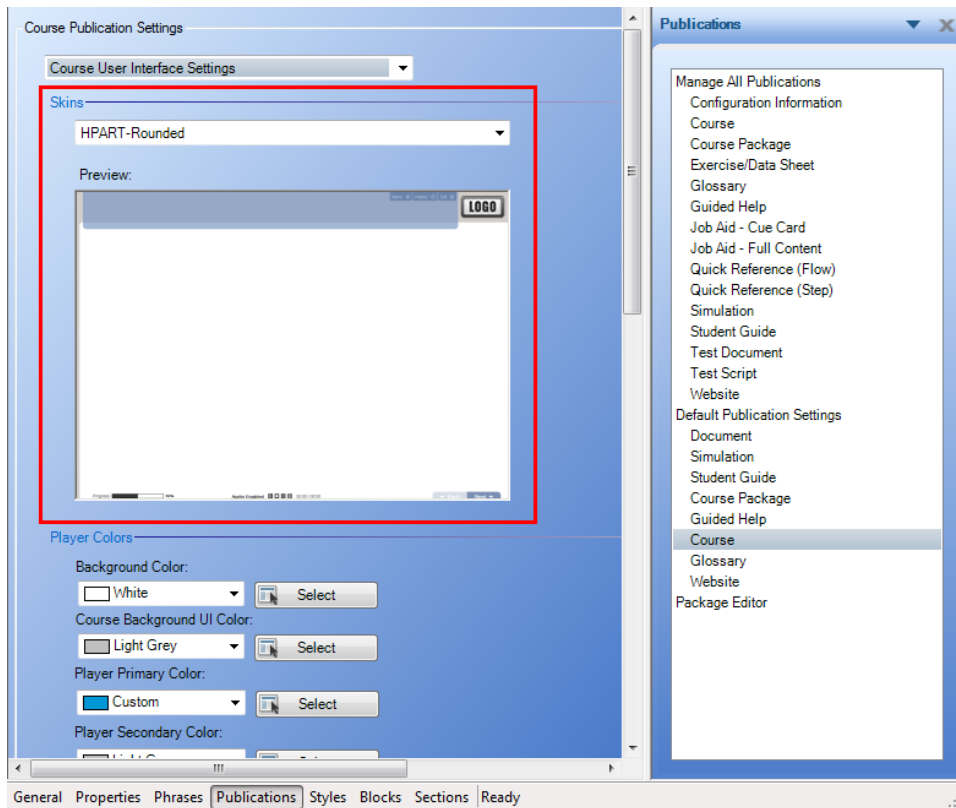 Course Publication Settings
Course User Interface Settings
Skins
HPART-Rounded
Preview:
LOGO
Progress
Audio Enabled
Next
Player Colors
Background Color:
White
Select
Course Background UI Color:
Light Grey
Select
Player Primary Color:
Custom
Select
Player Secondary Color:
General Properties Phrases Publications Styles Blocks Sections Ready
Publications
Manage All Publications
Configuration Information
Course
Course Package
Exercise/Data Sheet
Glossary
Guided Help
Job Aid - Cue Card
Job Aid - Full Content
Quick Reference (Flow)
Quick Reference (Step)
Simulation
Student Guide
Test Document
Test Script
Website
Default Publication Settings
Document
Simulation
Student Guide
Course Package
Guided Help
Course
Glossary
Website
Package Editor